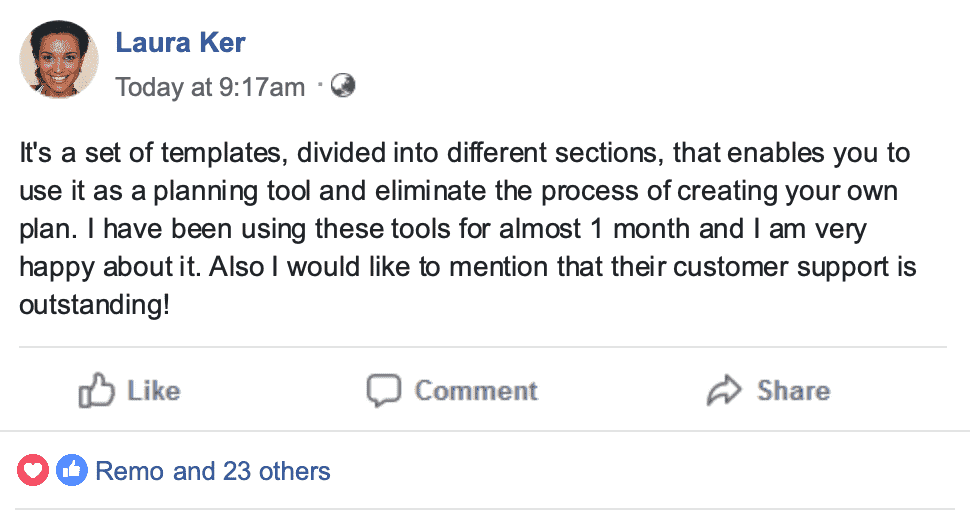 Laura Ker
Today at 9:17am ·
It's a set of templates, divided into different sections, that enables you to
use it as a planning tool and eliminate the process of creating your own
plan. I have been using these tools for almost 1 month and I am very
happy about it. Also I would like to mention that their customer support is
outstanding!
Like Comment Share
Remo and 23 others